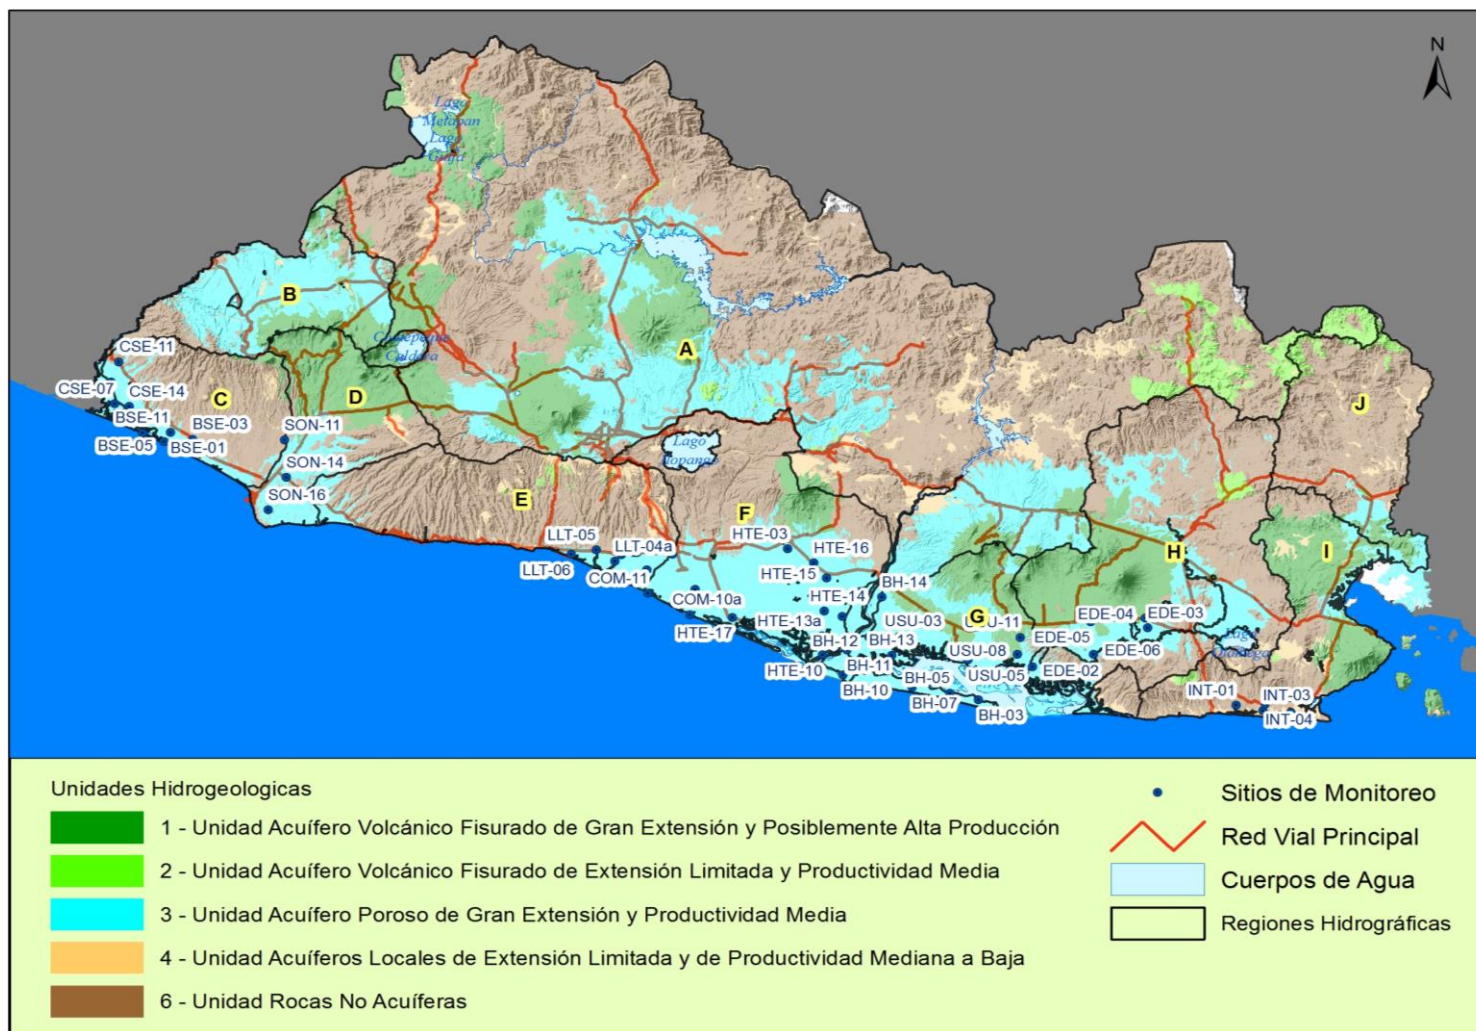 N
Lago
Metapan
Lago
Guija
B
A
Coatepeque
Caldera
CSE-11
CSE-07
CSE-14
C
D
J
BSE-11
BSE-03
SON-11
BSE-05
BSE-01
Lago
Ilopango
SON-14
E
SON-16
F
HTE-03
LLT-05
LLT-04a
HTE-16
H
I
LLT-06
COM-11
HTE-15
BH-14
COM-10a
HTE-14
EDE-04
EDE-03
HTE-17
HTE-13a
USU-03
G
USU-11
EDE-05
BH-12
BH-13
USU-08
EDE-06
Lago
Olomega
HTE-10
BH-11
BH-05
USU-05
EDE-02
BH-10
BH-07
BH-03
INT-01
INT-03
INT-04
Unidades Hidrogeologicas
1 - Unidad Acuífero Volcánico Fisurado de Gran Extensión y Posiblemente Alta Producción
2 - Unidad Acuífero Volcánico Fisurado de Extensión Limitada y Productividad Media
3 - Unidad Acuífero Poroso de Gran Extensión y Productividad Media
4 - Unidad Acuíferos Locales de Extensión Limitada y de Productividad Mediana a Baja
6 - Unidad Rocas No Acuíferas
Sitios de Monitoreo
Red Vial Principal
Cuerpos de Agua
Regiones Hidrográficas